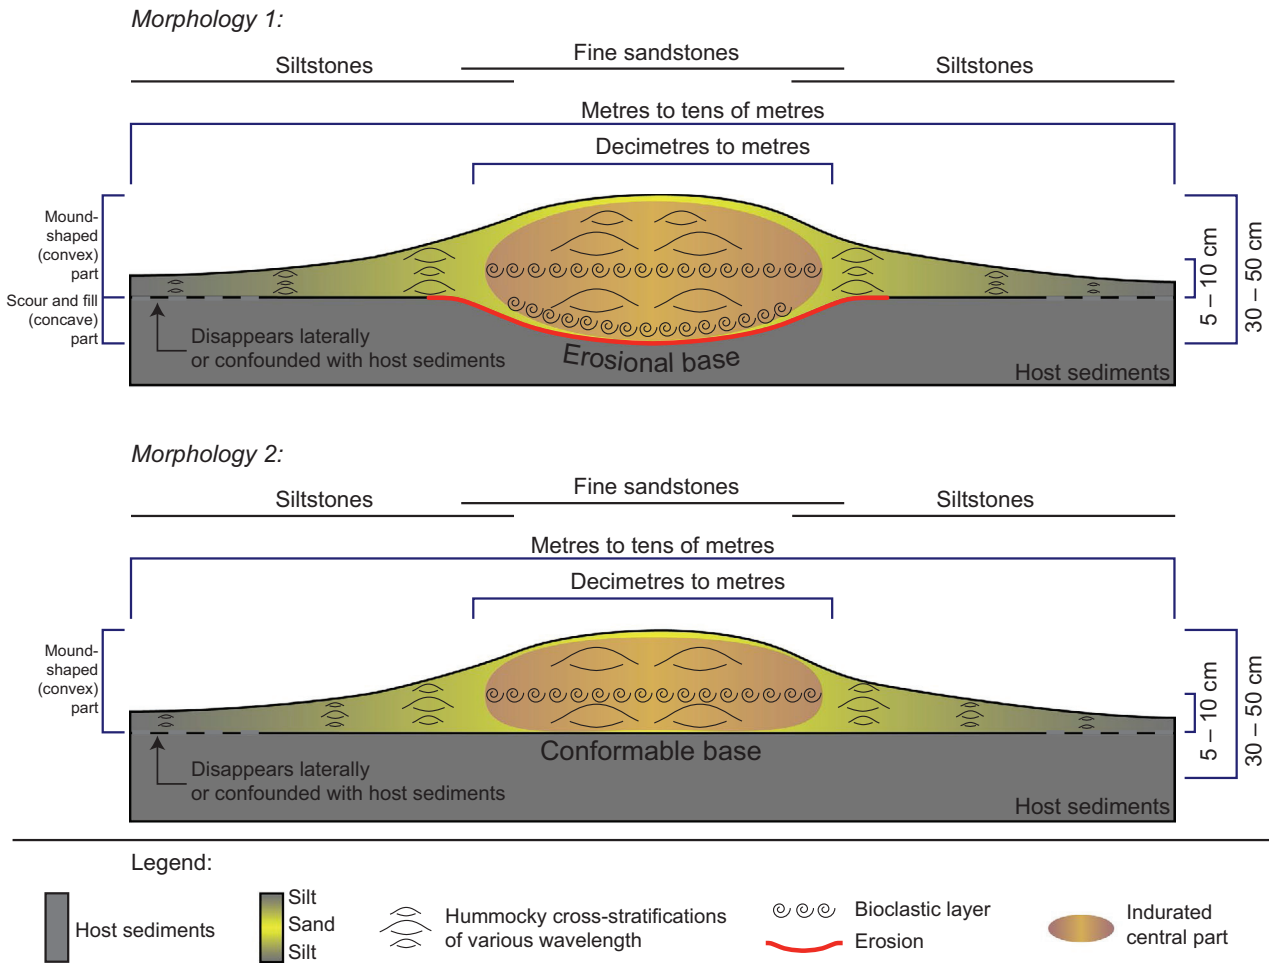 Morphology 1:
Fine sandstones
Siltstones
Siltstones
Metres to tens of metres
Decimetres to metres
Mound-
shaped
(convex)
part
Scour and fill
(concave)
part
Disappears laterally
or confounded with host sediments
Erosional base
Host sediments
5 – 10 cm
30 – 50 cm
Morphology 2:
Fine sandstones
Siltstones
Siltstones
Metres to tens of metres
Decimetres to metres
Mound-
shaped
(convex)
part
Disappears laterally
or confounded with host sediments
Conformable base
Host sediments
5 – 10 cm
30 – 50 cm
Legend:
Host sediments
Silt
Sand
Silt
Hummocky cross-stratifications
of various wavelength
Bioclastic layer
Erosion
Indurated
central part